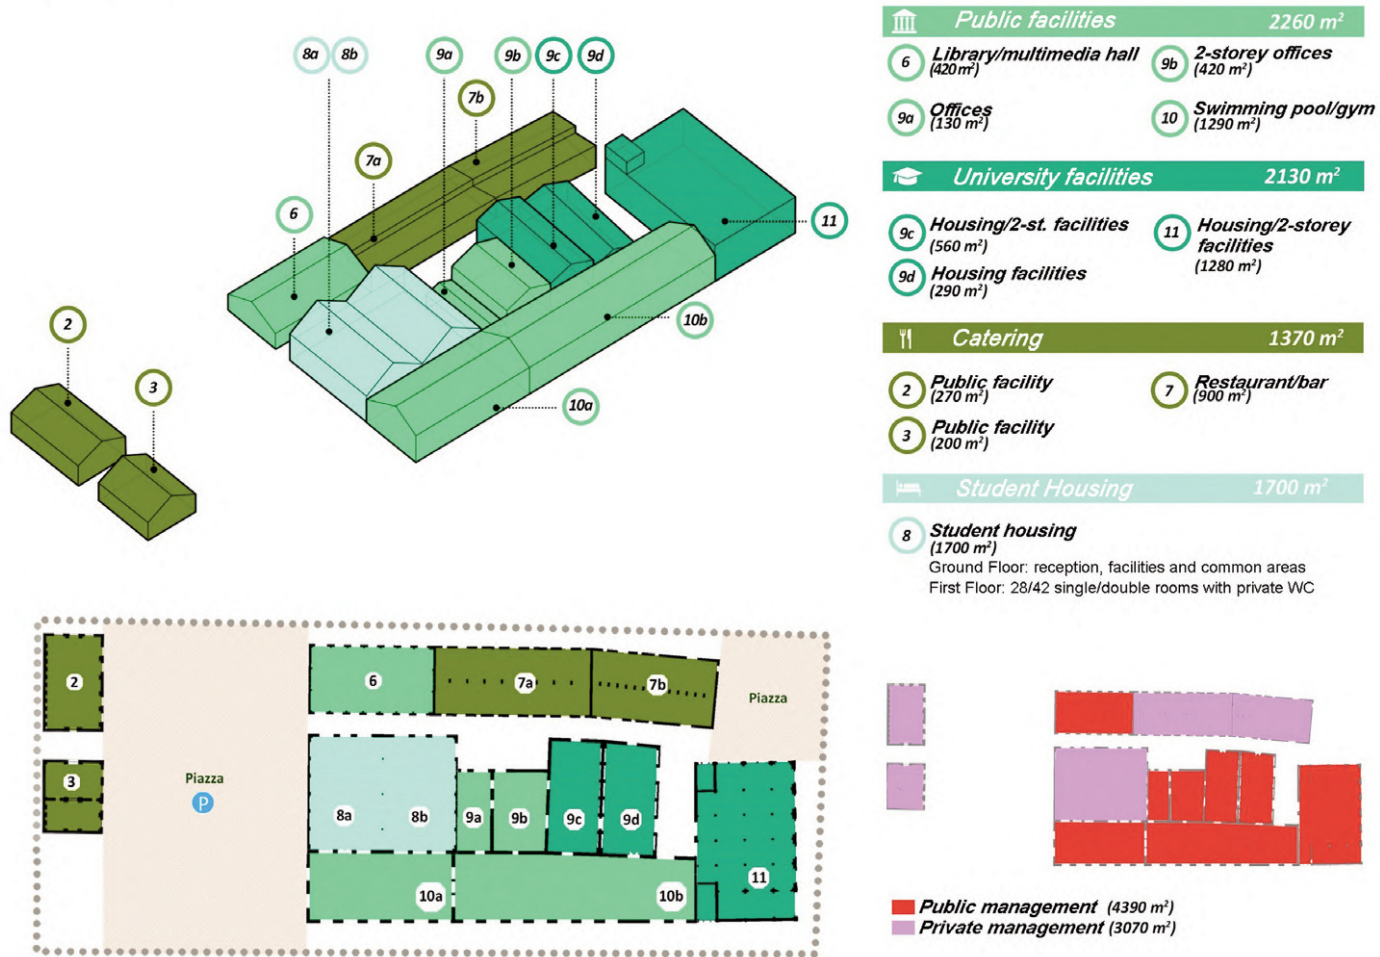 8a
8b
9a
9b
9c
9d
7b
7a
6
11
10b
10a
2
3
Public facilities 2260 m²
6 Library/multimedia hall
(420 m²)
9b 2-storey offices
(420 m²)
9a Offices
(130 m²)
10 Swimming pool/gym
(1290 m²)
University facilities 2130 m²
9c Housing/2-st. facilities
(560 m²)
11 Housing/2-storey
facilities
(1280 m²)
9d Housing facilities
(290 m²)
Catering 1370 m²
2 Public facility
(270 m²)
7 Restaurant/bar
(900 m²)
3 Public facility
(200 m²)
Student Housing 1700 m²
8 Student housing
(1700 m²)
Ground Floor: reception, facilities and common areas
First Floor: 28/42 single/double rooms with private WC
2
6
7a
7b
Piazza
3
Piazza
P
8a
8b
9a
9b
9c
9d
10a
10b
11
Public management (4390 m²)
Private management (3070 m²)